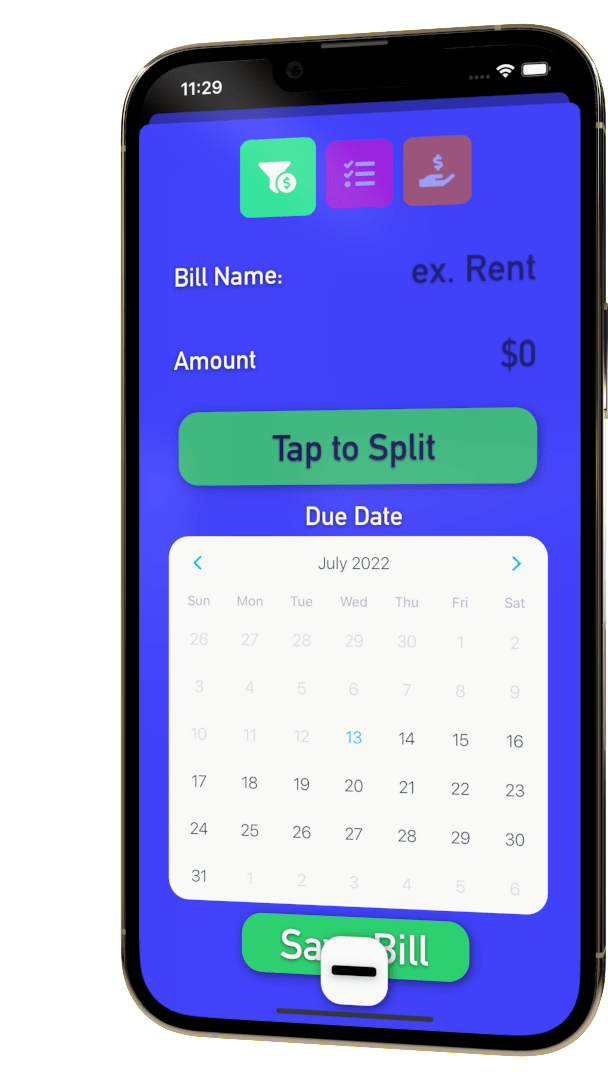 11:29
$
$
Bill Name: ex. Rent
Amount $0
Tap to Split
Due Date
July 2022
Sun Mon Tue Wed Thu Fri Sat
26 27 28 29 30 1 2
3 4 5 6 7 8 9
10 11 12 13 14 15 16
17 18 19 20 21 22 23
24 25 26 27 28 29 30
31 1 2 3 4 5 6
Bill